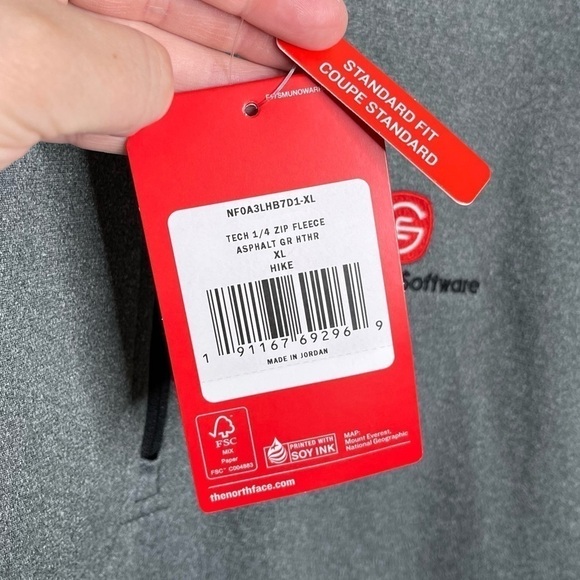 STANDARD FIT
COUPE STANDARD
NF0A3LHB7D1-XL
TECH 1/4 ZIP FLEECE
ASPHALT GR HTHR
XL
HIKE
1 91167 69296 9
MADE IN JORDAN
Software
FSC
MIX
Paper
FSC® C004883
PRINTED WITH
SOY INK
MAP:
Mount Everest,
National Geographic
thenorthface.com